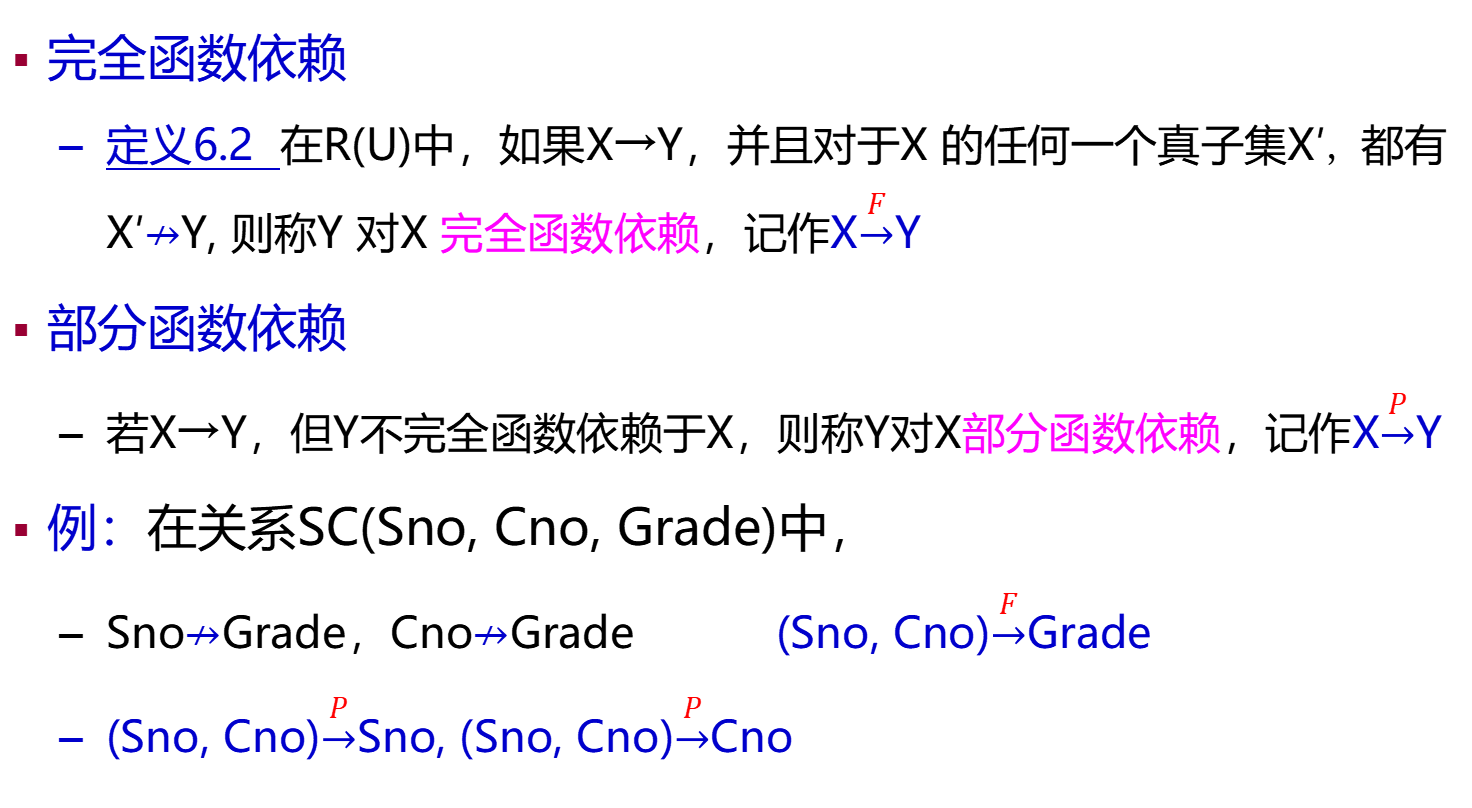 ▪ 完全函数依赖
– 定义6.2 在R(U)中，如果X→Y，并且对于X 的任何一个真子集X‘，都有
X‘↛Y, 则称Y 对X 完全函数依赖，记作X F→ Y
▪ 部分函数依赖
– 若X→Y，但Y不完全函数依赖于X，则称Y对X部分函数依赖，记作X P→ Y
▪ 例：在关系SC(Sno, Cno, Grade)中，
– Sno↛Grade，Cno↛Grade (Sno, Cno) F→ Grade
– (Sno, Cno) P→ Sno, (Sno, Cno) P→ Cno